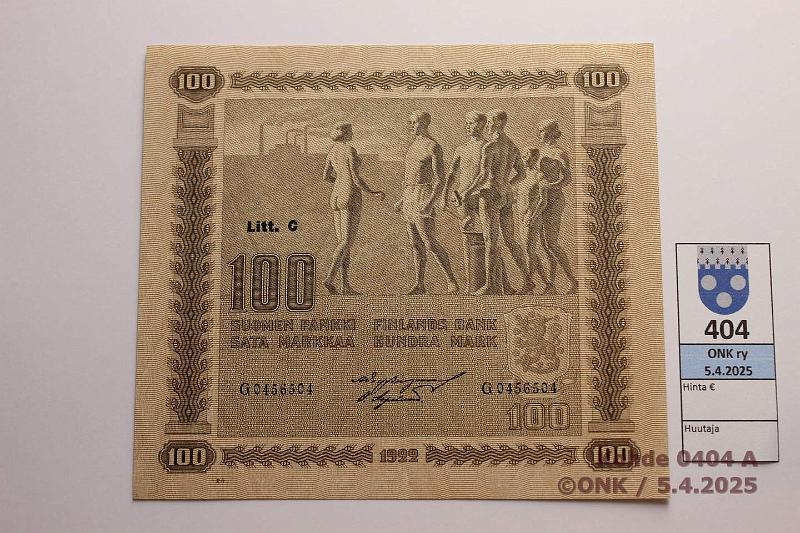 100 100
Litt. C
100
SUOMEN PANKKI FINLANDS BANK
SATA MARKKAA HUNDRA MARK
G0456504 G0456504
100
100 1922 100
404
ONK ry
5.4.2025
Hinta €
Huutaja
Kohde 0404 A
©ONK / 5.4.2025